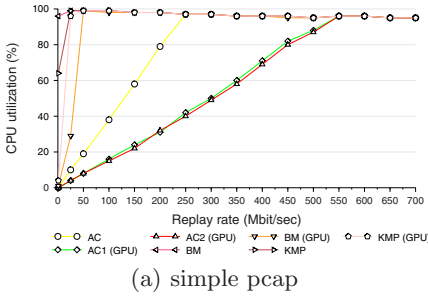 CPU utilization (%)
100
80
60
40
20
0
0 50 100 150 200 250 300 350 400 450 500 550 600 650 700
Replay rate (Mbit/sec)
AC AC2 (GPU) BM (GPU) KMP (GPU)
AC1 (GPU) BM KMP
(a) simple pcap